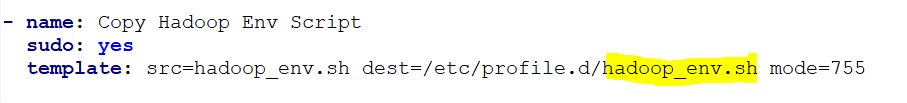 - name: Copy Hadoop Env Script
sudo: yes
template: src=hadoop_env.sh dest=/etc/profile.d/hadoop_env.sh mode=755